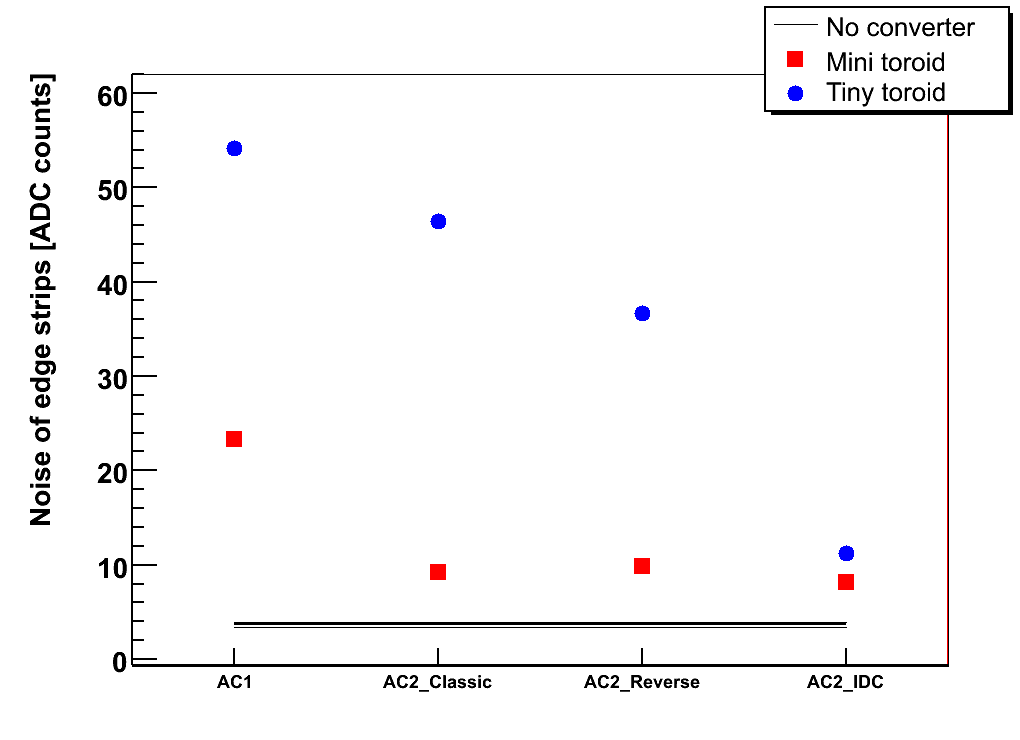 No converter
Mini toroid
Tiny toroid
Noise of edge strips [ADC counts]
60
50
40
30
20
10
0
AC1 AC2_Classic AC2_Reverse AC2_IDC